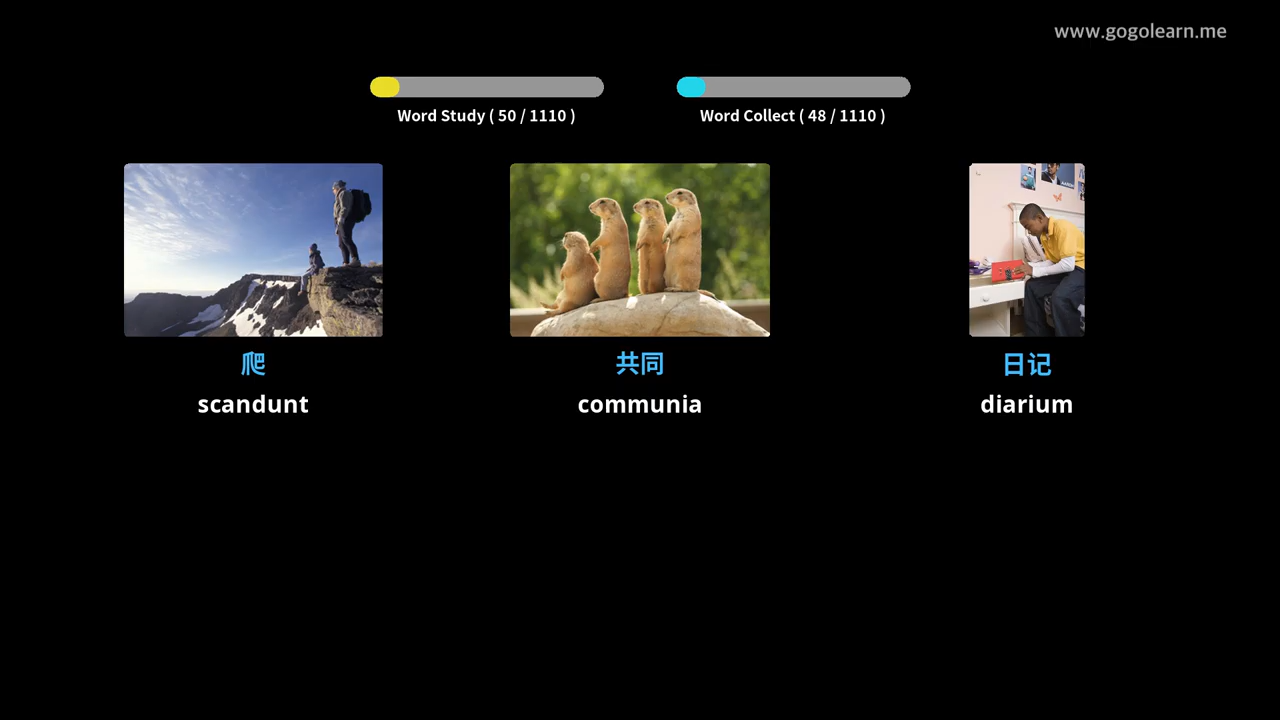 www.gogolearn.me
Word Study ( 50 / 1110 )
Word Collect ( 48 / 1110 )
爬
共同
日记
scandunt
communia
diarium